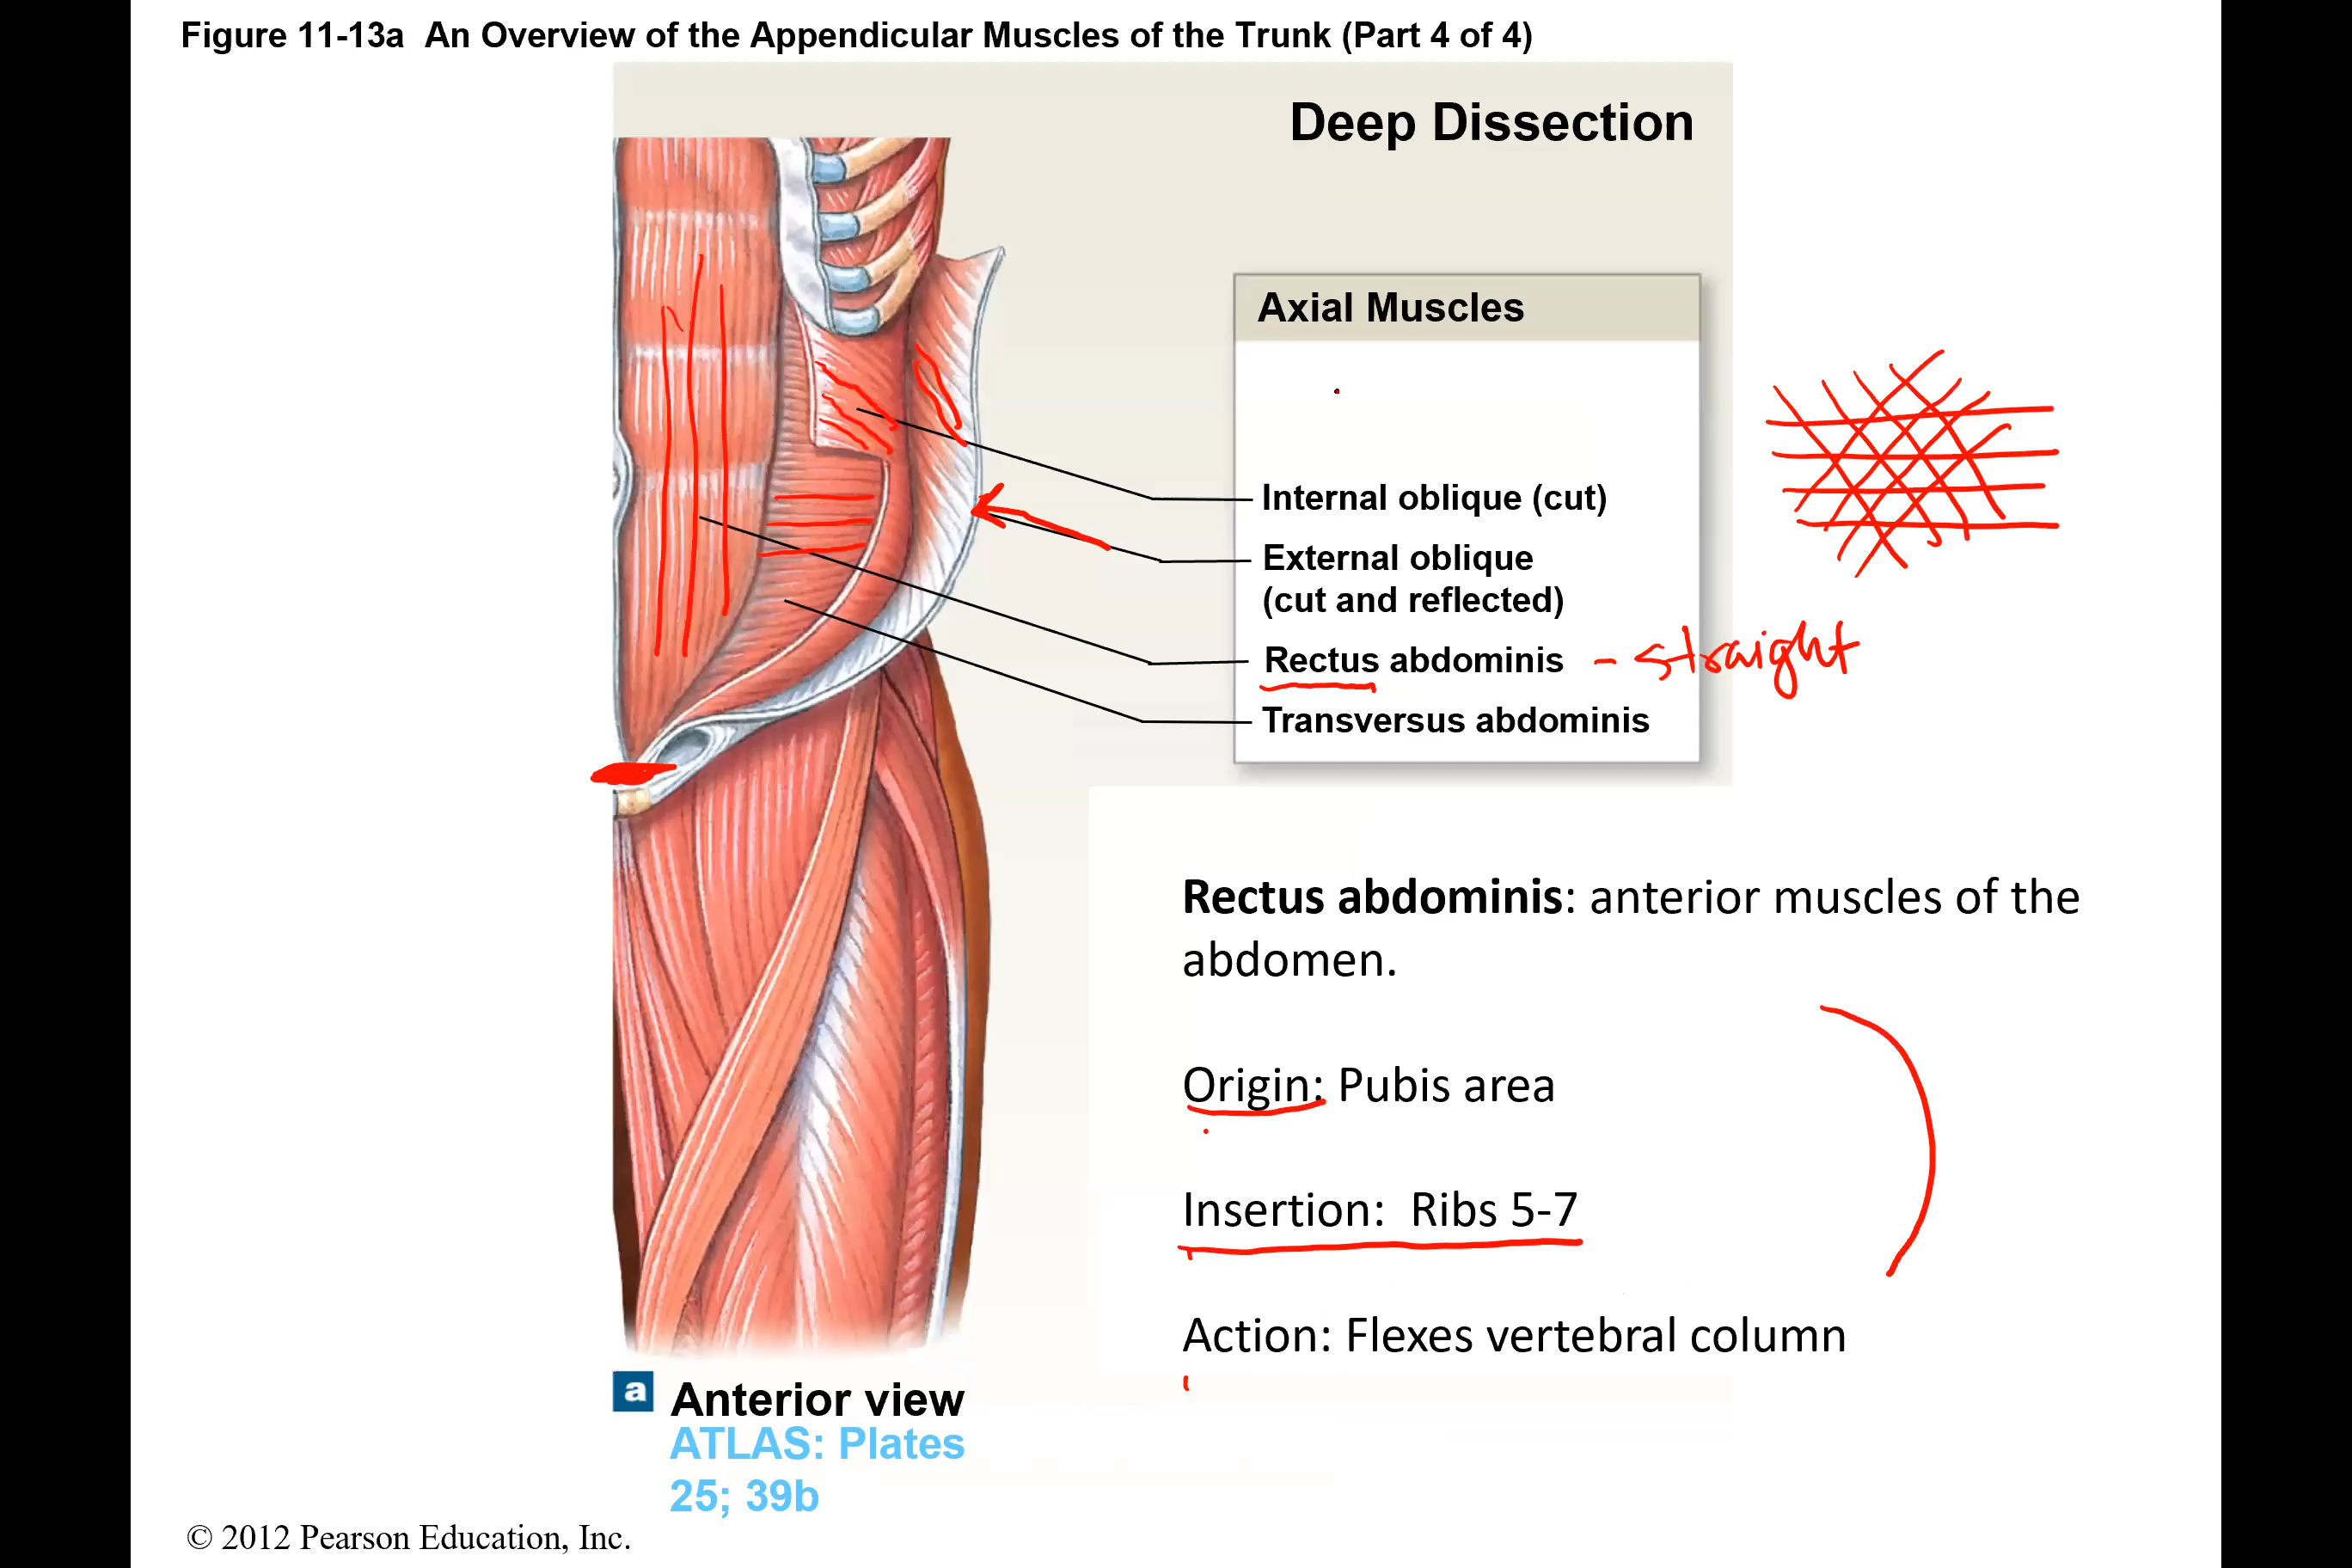 Figure 11-13a  An Overview of the Appendicular Muscles of the Trunk (Part 4 of 4)
Deep Dissection
Axial Muscles
Internal oblique (cut)
External oblique
(cut and reflected)
Rectus abdominis - straight
Transversus abdominis
Rectus abdominis: anterior muscles of the
abdomen.
Origin: Pubis area
Insertion:  Ribs 5-7
Action: Flexes vertebral column
a Anterior view
ATLAS: Plates
25; 39b
© 2012 Pearson Education, Inc.